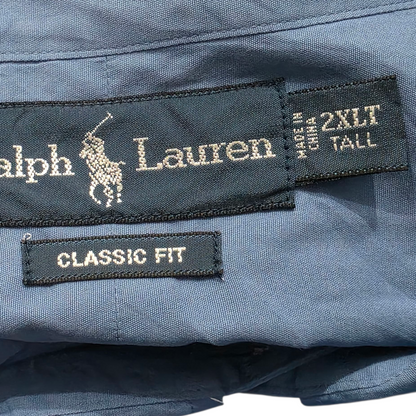 alph Lauren
MADE IN
CHINA
2XLT
TALL
CLASSIC FIT